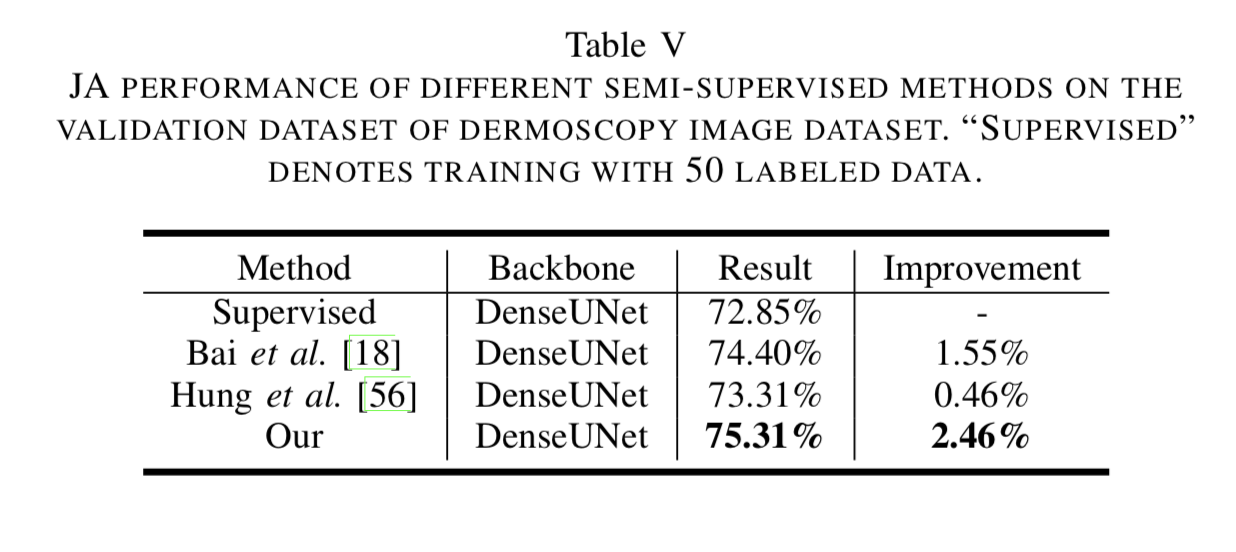 Table V
JA PERFORMANCE OF DIFFERENT SEMI-SUPERVISED METHODS ON THE
VALIDATION DATASET OF DERMOSCOPY IMAGE DATASET. “SUPERVISED”
DENOTES TRAINING WITH 50 LABELED DATA.
Method Backbone Result Improvement
Supervised DenseUNet 72.85% -
Bai et al. [18] DenseUNet 74.40% 1.55%
Hung et al. [56] DenseUNet 73.31% 0.46%
Our DenseUNet 75.31% 2.46%